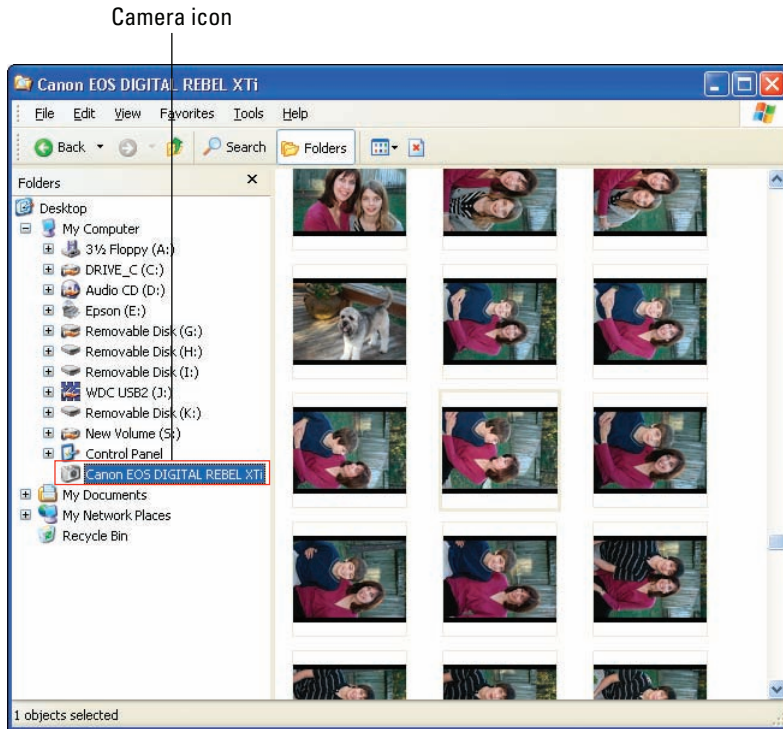 Camera icon
Canon EOS DIGITAL REBEL XTi
File Edit View Favorites Tools Help
Back Search Folders
Folders
Desktop
My Computer
3½ Floppy (A:)
DRIVE_C (C:)
Audio CD (D:)
Epson (E:)
Removable Disk (G:)
Removable Disk (H:)
Removable Disk (I:)
WDC USB2 (J:)
Removable Disk (K:)
New Volume (S:)
Control Panel
Canon EOS DIGITAL REBEL XTi
My Documents
My Network Places
Recycle Bin
1 objects selected